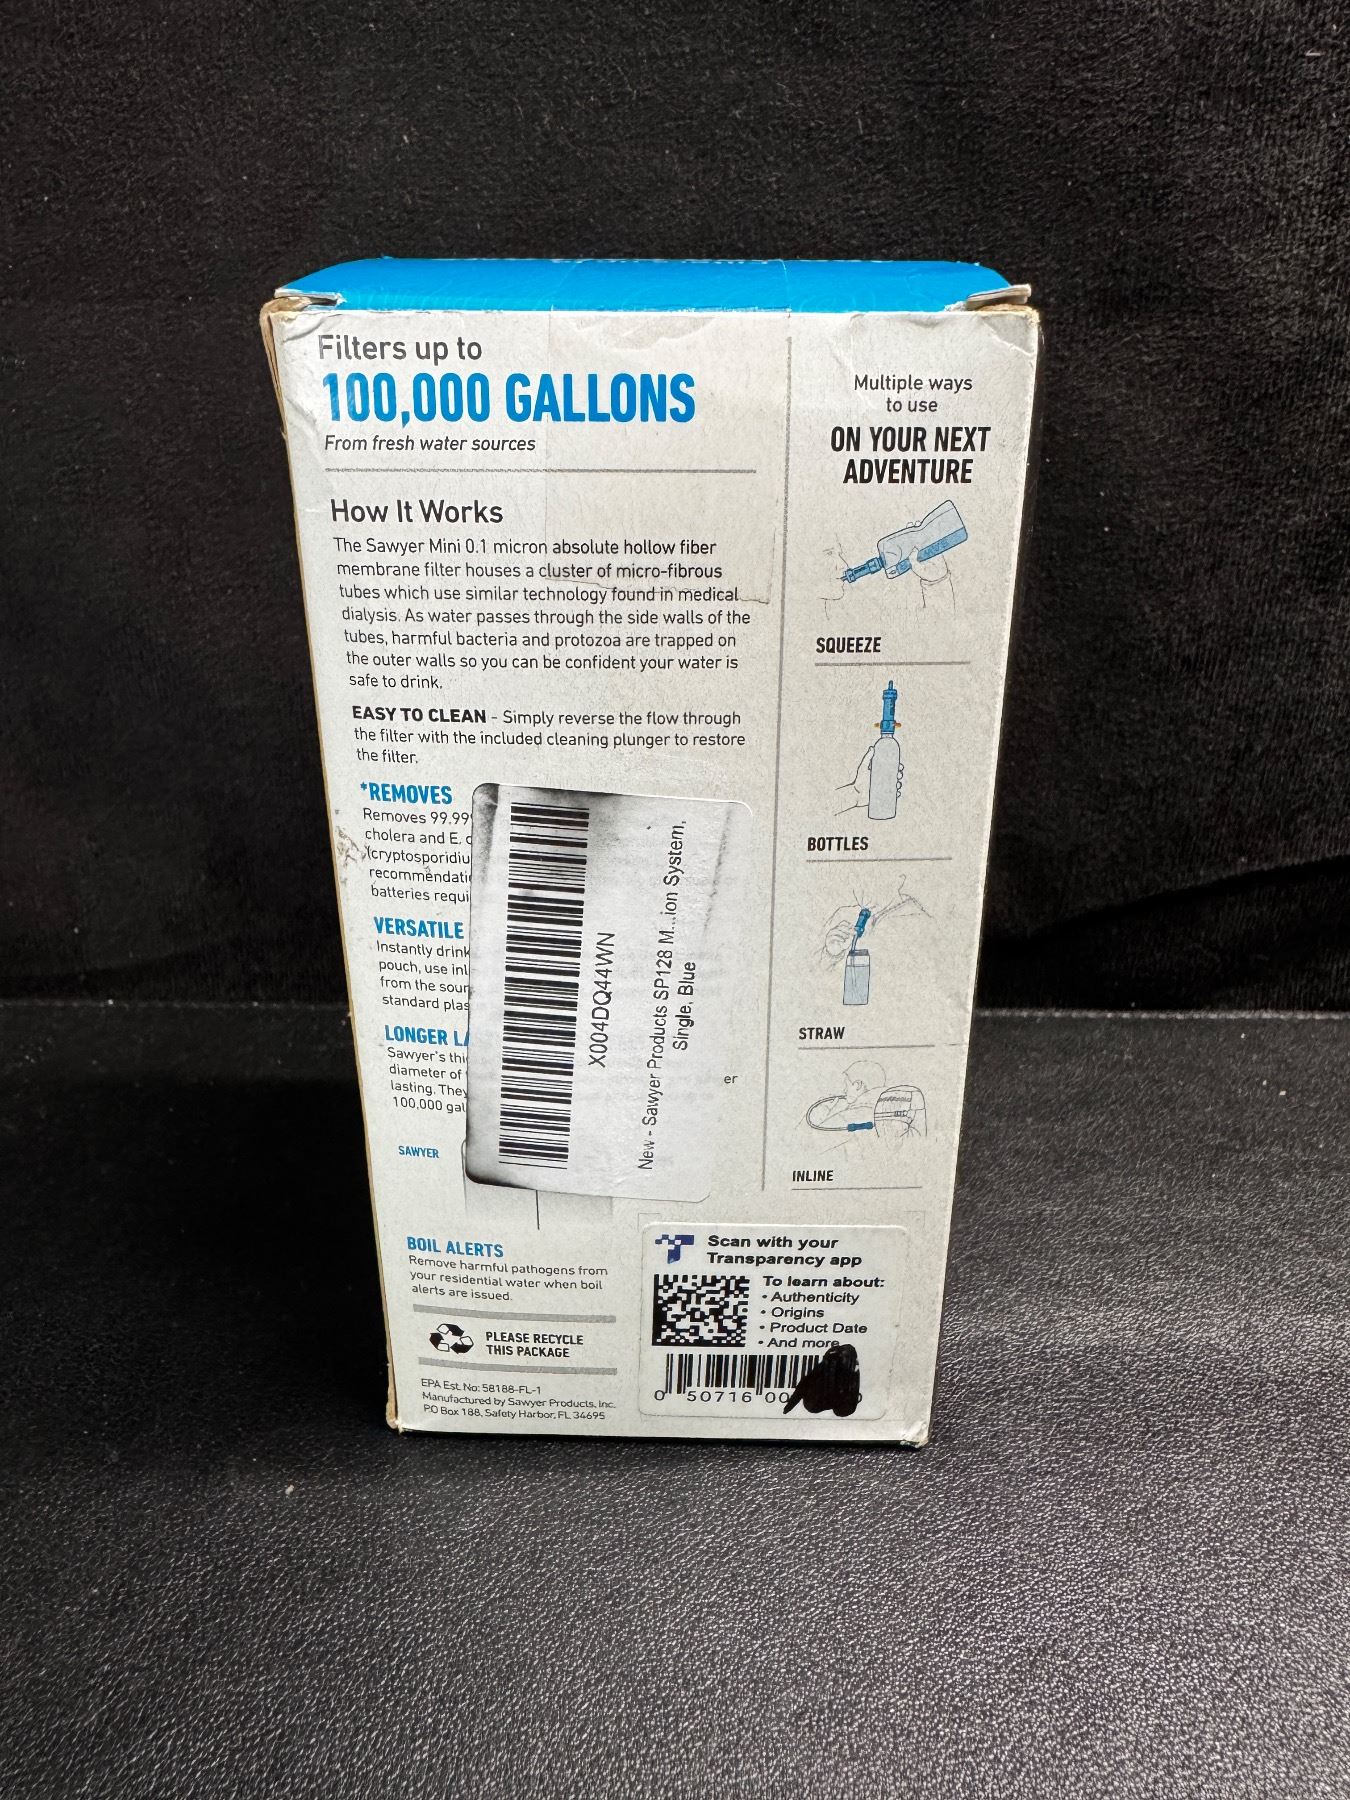 Filters up to
100,000 GALLONS
From fresh water sources
How It Works
The Sawyer Mini 0.1 micron absolute hollow fiber
membrane filter houses a cluster of micro-fibrous
tubes which use similar technology found in medical
dialysis. As water passes through the side walls of the
tubes, harmful bacteria and protozoa are trapped on
the outer walls so you can be confident your water is
safe to drink.
EASY TO CLEAN - Simply reverse the flow through
the filter with the included cleaning plunger to restore
the filter.
*REMOVES
Removes 99.99
cholera and E. c
(cryptosporidiu
recommendati
batteries requi
VERSATILE
Instantly drink
pouch, use inl
from the sour
standard plas
LONGER LA
Sawyer's thi
diameter of
lasting. They
100,000 gal
er
SAWYER
X004DQ44WN
New - Sawyer Products SP128 M...ion System,
Single, Blue
BOIL ALERTS
Remove harmful pathogens from
your residential water when boil
alerts are issued.
PLEASE RECYCLE
THIS PACKAGE
EPA Est. No: 58188-FL-1
Manufactured by Sawyer Products, Inc.
PO Box 188, Safety Harbor, FL 34695
Multiple ways
to use
ON YOUR NEXT
ADVENTURE
SQUEEZE
BOTTLES
STRAW
INLINE
Scan with your
Transparency app
To learn about:
• Authenticity
• Origins
• Product Date
• And more
0 50716 00